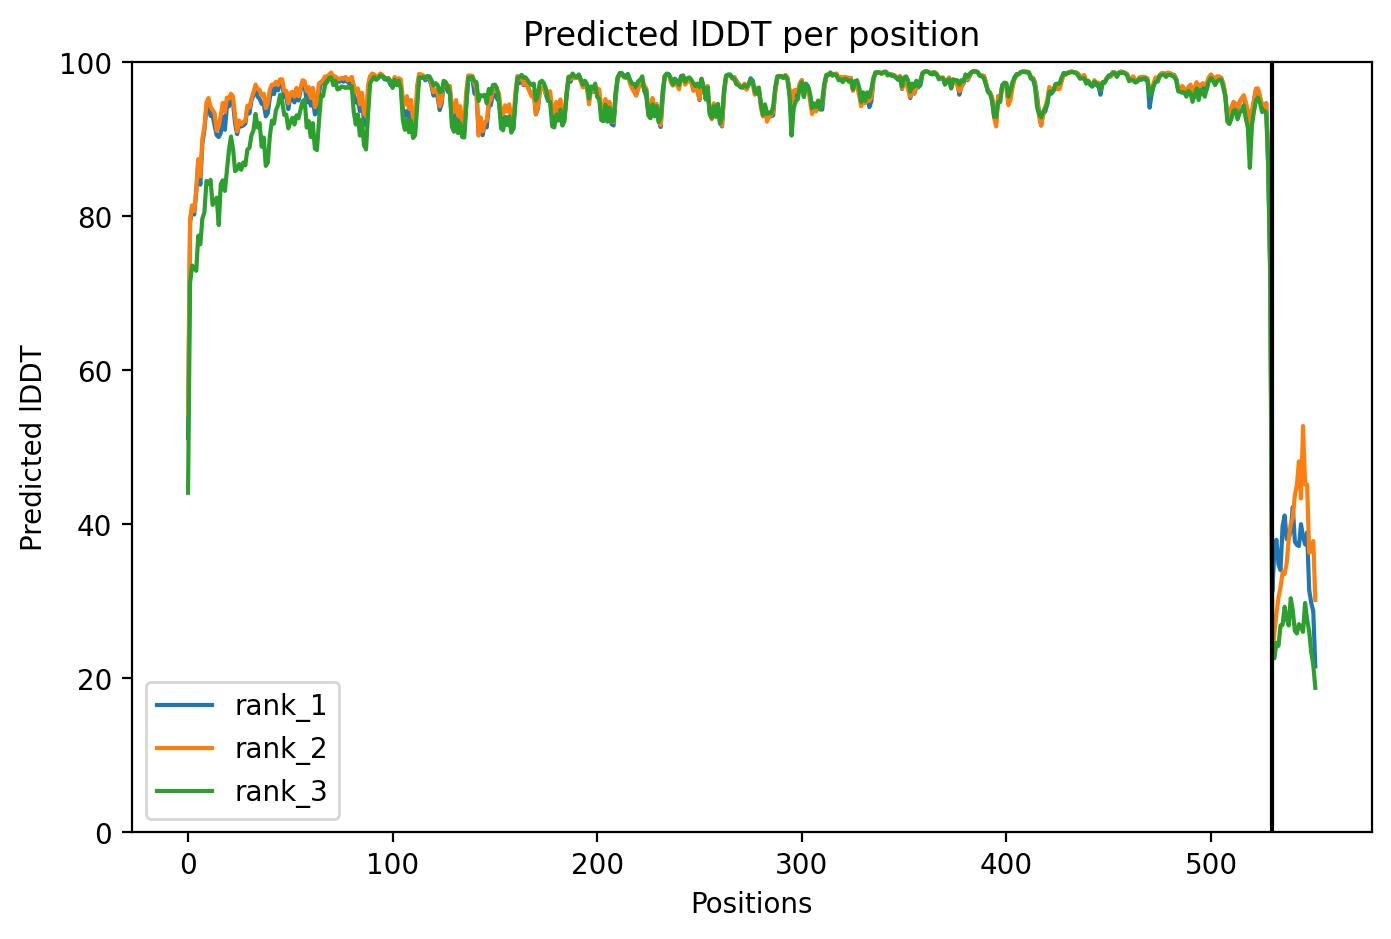 Predicted lDDT per position
100
80
60
40
20
0
Predicted lDDT
rank_1
rank_2
rank_3
0 100 200 300 400 500
Positions